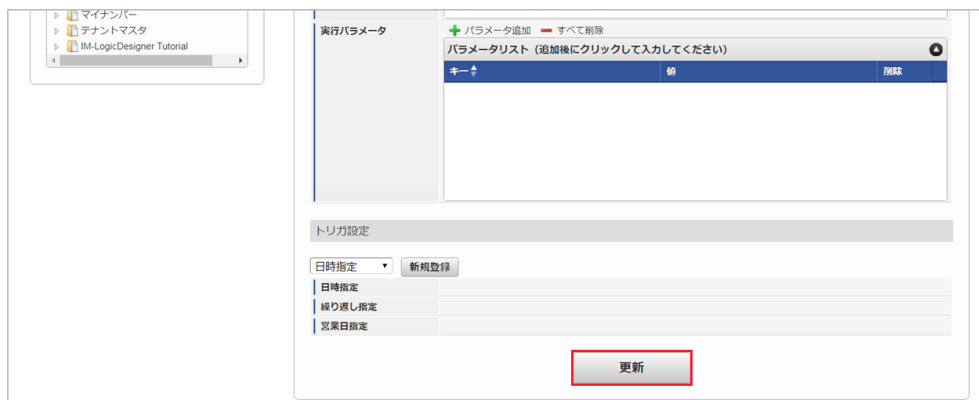 マイナンバー
テナントマスタ
IM-LogicDesigner Tutorial
実行パラメータ
パラメータ追加 すべて削除
パラメータリスト（追加後にクリックして入力してください）
キー 値 削除
トリガ設定
日時指定 新規登録
日時指定
繰り返し指定
営業日指定
更新